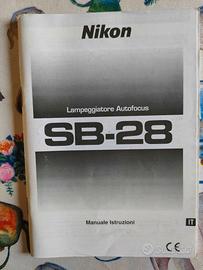 Nikon
Lampeggiatore Autofocus
SB-28
Manuale Istruzioni
IT
CE